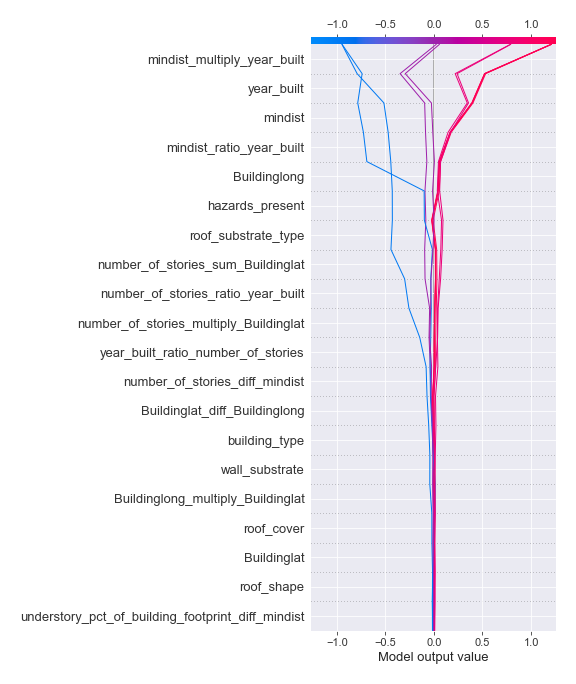 −1.0 −0.5 0.0 0.5 1.0
mindist_multiply_year_built
year_built
mindist
mindist_ratio_year_built
Buildinglong
hazards_present
roof_substrate_type
number_of_stories_sum_Buildinglat
number_of_stories_ratio_year_built
number_of_stories_multiply_Buildinglat
year_built_ratio_number_of_stories
number_of_stories_diff_mindist
Buildinglat_diff_Buildinglong
building_type
wall_substrate
Buildinglong_multiply_Buildinglat
roof_cover
Buildinglat
roof_shape
understory_pct_of_building_footprint_diff_mindist
−1.0 −0.5 0.0 0.5 1.0
Model output value